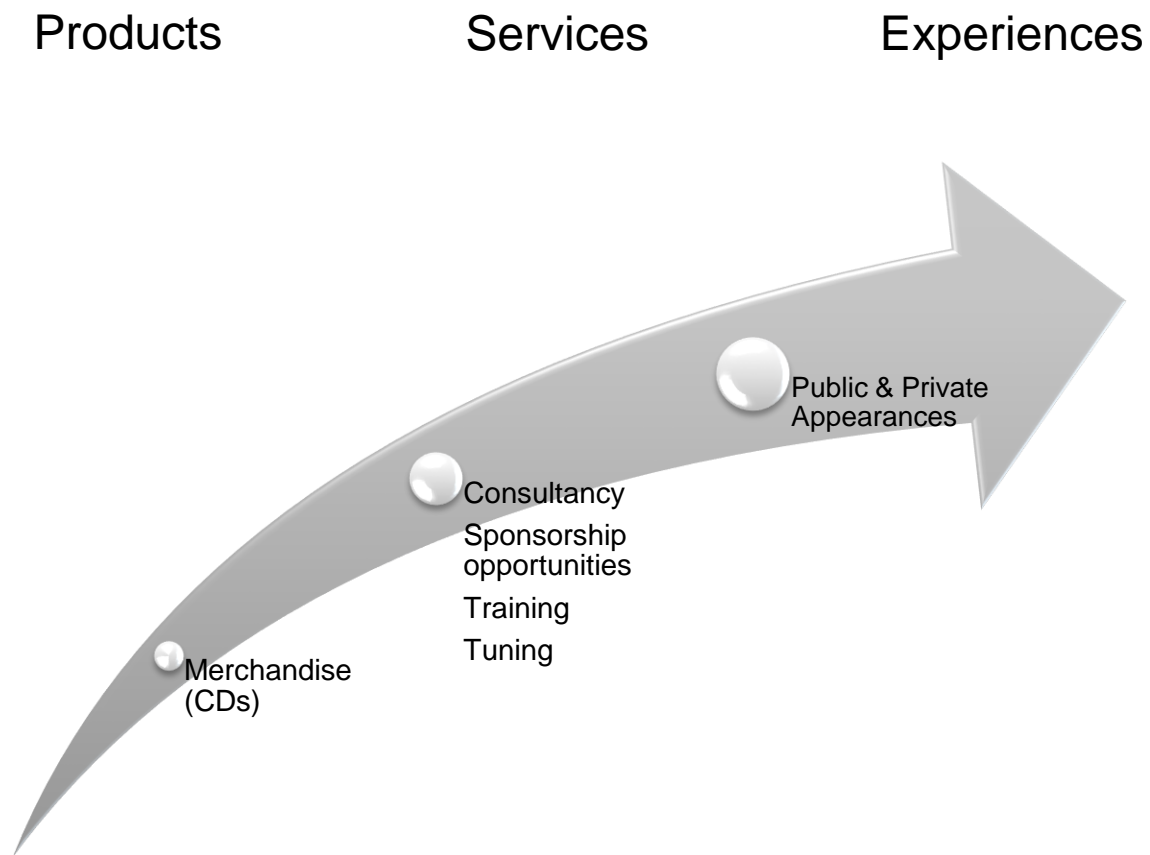 Products
Services
Experiences
Public & Private
Appearances
Consultancy
Sponsorship
opportunities
Training
Tuning
Merchandise
(CDs)